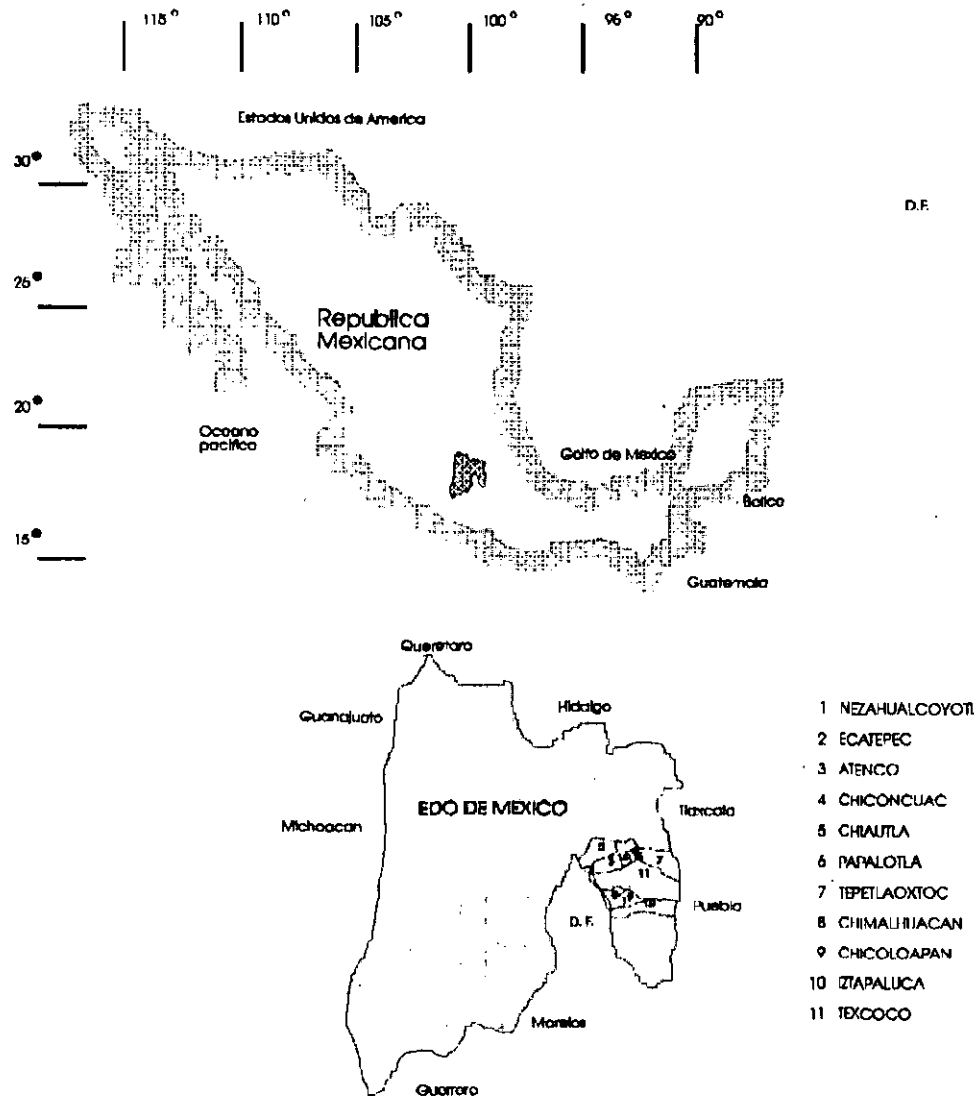 115° 110° 105° 100° 95° 90°
Estados Unidos de America
30°
D.F.
25°
Republica
Mexicana
20°
Oceano
pacifico
Golfo de Mexico
Belice
15°
Guatemala
Queretaro
Guanajuato
Hidalgo
EDO DE MEXICO
Tlaxcala
Michoacan
7
11
Puebla
D. F.
Morelos
Guerrero
1 NEZAHUALCOYOTL
2 ECATEPEC
3 ATENCO
4 CHICONCUAC
5 CHIAUTLA
6 PAPALOTLA
7 TEPETLAOXTOC
8 CHIMALHUACAN
9 CHICOLOAPAN
10 IZTAPALUCA
11 TEXCOCO